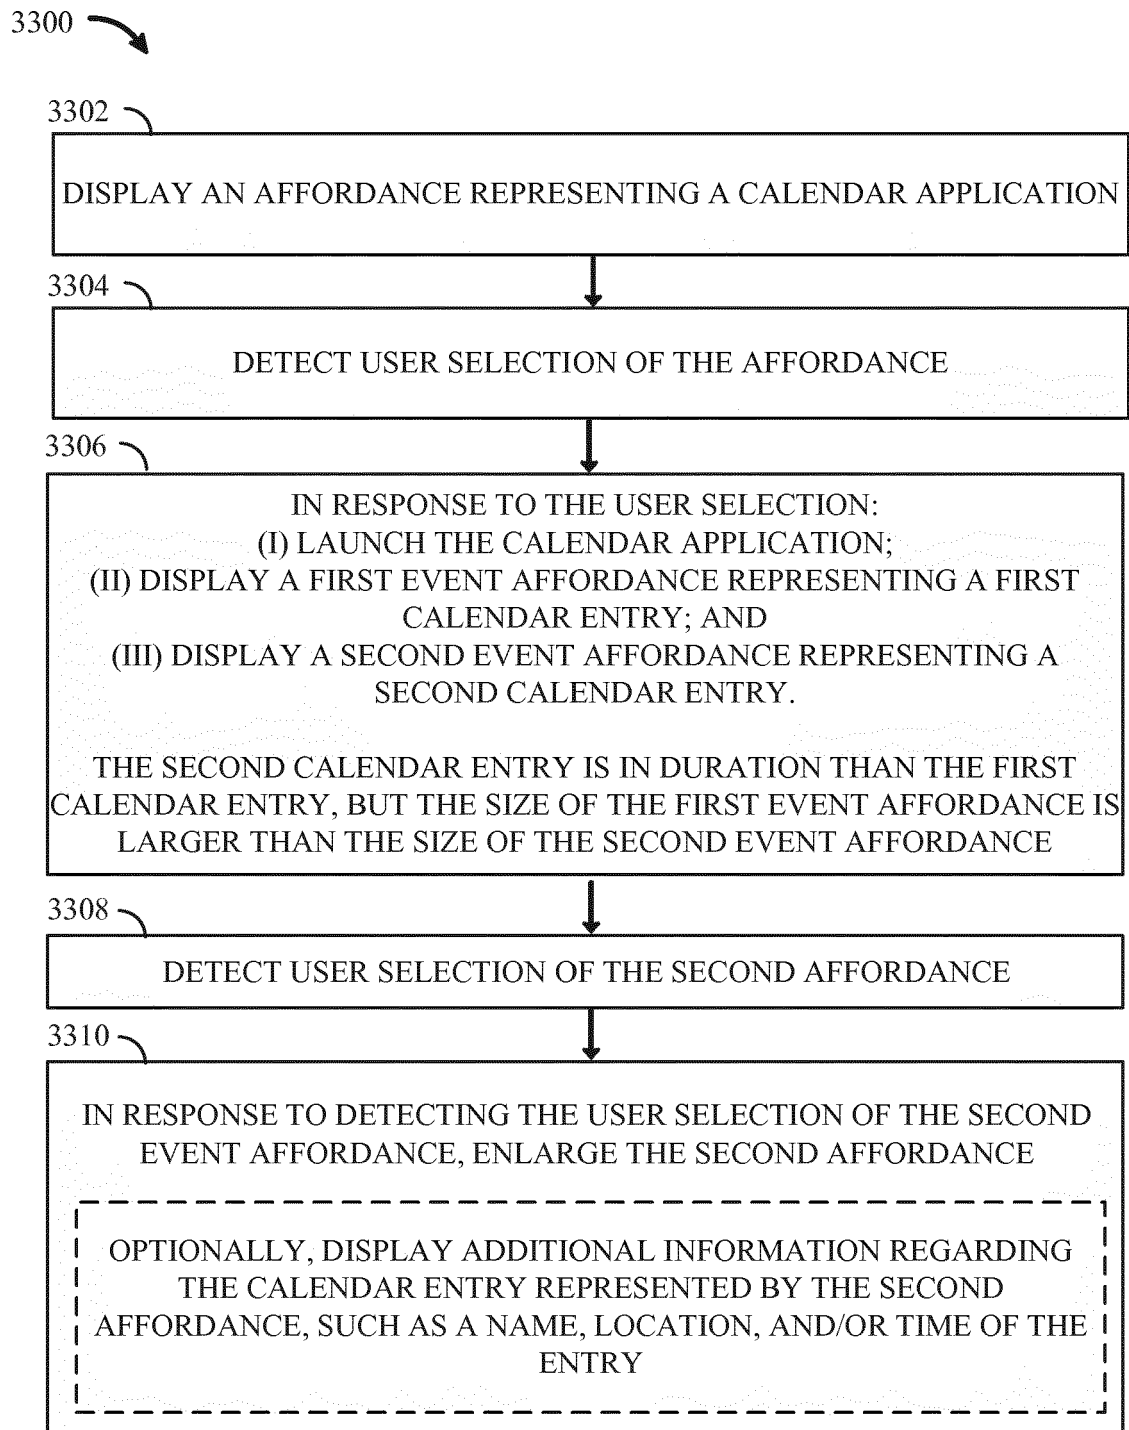 3300
3302
DISPLAY AN AFFORDANCE REPRESENTING A CALENDAR APPLICATION
3304
DETECT USER SELECTION OF THE AFFORDANCE
3306
IN RESPONSE TO THE USER SELECTION:
(I) LAUNCH THE CALENDAR APPLICATION;
(II) DISPLAY A FIRST EVENT AFFORDANCE REPRESENTING A FIRST
CALENDAR ENTRY; AND
(III) DISPLAY A SECOND EVENT AFFORDANCE REPRESENTING A
SECOND CALENDAR ENTRY.
THE SECOND CALENDAR ENTRY IS IN DURATION THAN THE FIRST
CALENDAR ENTRY, BUT THE SIZE OF THE FIRST EVENT AFFORDANCE IS
LARGER THAN THE SIZE OF THE SECOND EVENT AFFORDANCE
3308
DETECT USER SELECTION OF THE SECOND AFFORDANCE
3310
IN RESPONSE TO DETECTING THE USER SELECTION OF THE SECOND
EVENT AFFORDANCE, ENLARGE THE SECOND AFFORDANCE
OPTIONALLY, DISPLAY ADDITIONAL INFORMATION REGARDING
THE CALENDAR ENTRY REPRESENTED BY THE SECOND
AFFORDANCE, SUCH AS A NAME, LOCATION, AND/OR TIME OF THE
ENTRY